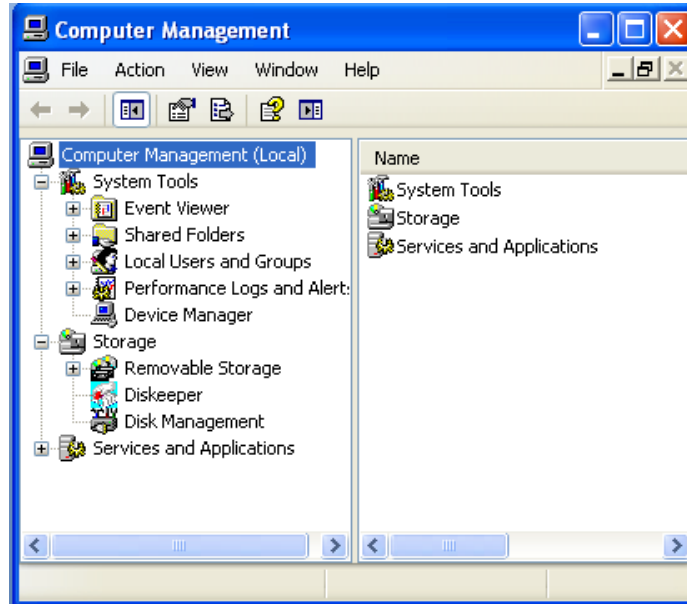 Computer Management
File Action View Window Help
Computer Management (Local)
System Tools
Event Viewer
Shared Folders
Local Users and Groups
Performance Logs and Alert
Device Manager
Storage
Removable Storage
Diskeeper
Disk Management
Services and Applications
Name
System Tools
Storage
Services and Applications